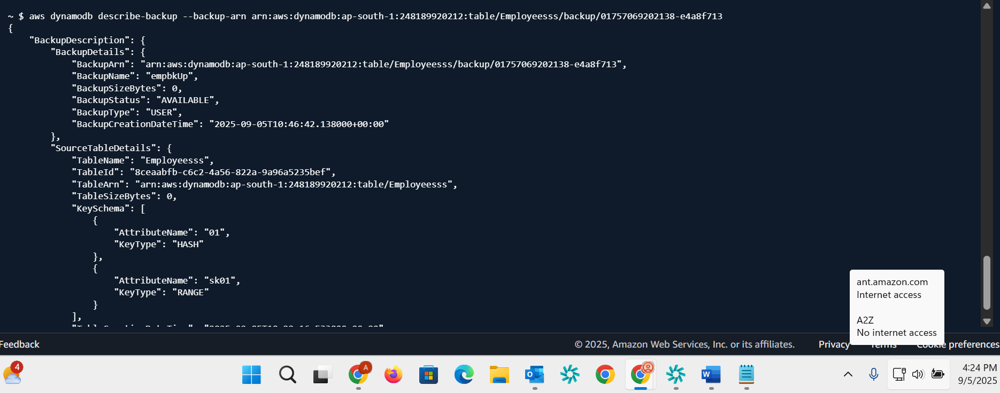 ~ $ aws dynamodb describe-backup --backup-arn arn:aws:dynamodb:ap-south-1:248189920212:table/Employeesss/backup/01757069202138-e4a8f713
{
    "BackupDescription": {
        "BackupDetails": {
            "BackupArn": "arn:aws:dynamodb:ap-south-1:248189920212:table/Employeesss/backup/01757069202138-e4a8f713",
            "BackupName": "empbkUp",
            "BackupSizeBytes": 0,
            "BackupStatus": "AVAILABLE",
            "BackupType": "USER",
            "BackupCreationDateTime": "2025-09-05T10:46:42.138000+00:00"
        },
        "SourceTableDetails": {
            "TableName": "Employeesss",
            "TableId": "8ceaabfb-c6c2-4a56-822a-9a96a5235bef",
            "TableArn": "arn:aws:dynamodb:ap-south-1:248189920212:table/Employeesss",
            "TableSizeBytes": 0,
            "KeySchema": [
                {
                    "AttributeName": "01",
                    "KeyType": "HASH"
                },
                {
                    "AttributeName": "sk01",
                    "KeyType": "RANGE"
                }
            ],
ant.amazon.com
Internet access
A2Z
No internet access
Feedback
© 2025, Amazon Web Services, Inc. or its affiliates.
Privacy
Terms
Cookie preferences
4
A
4:24 PM
9/5/2025